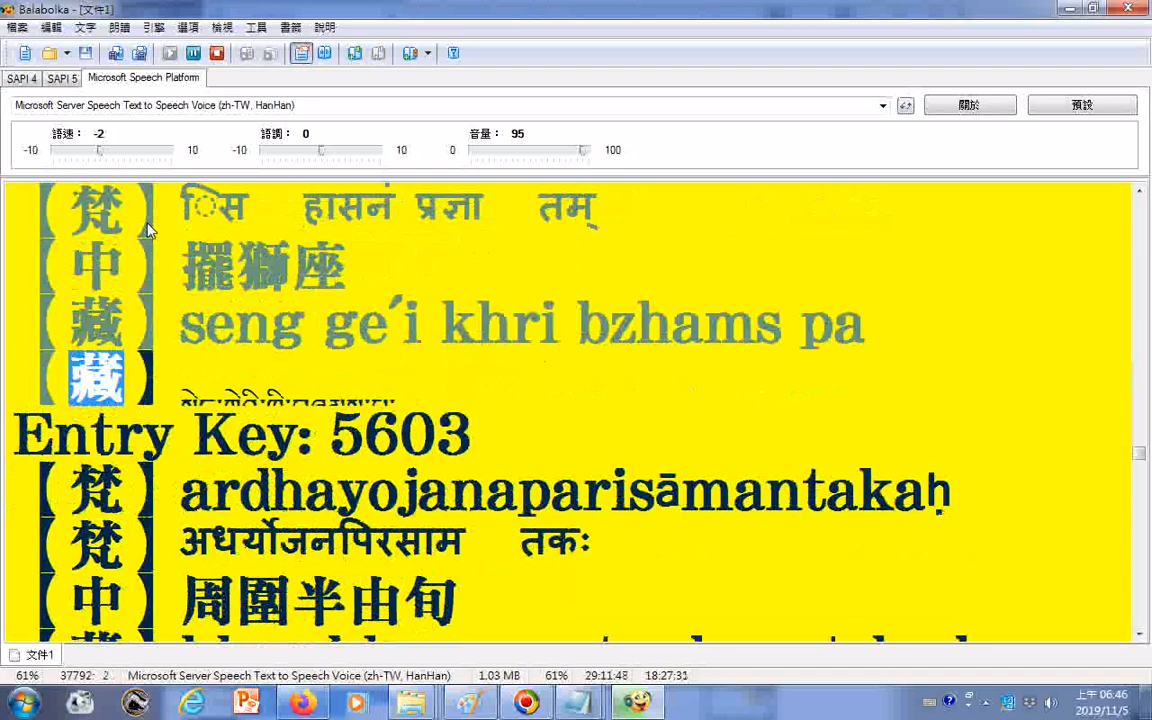 Balabolka - [文件1]
檔案 編輯 文字 朗讀 引擎 選項 檢視 工具 書籤 說明
SAPI 4 SAPI 5 Microsoft Speech Platform
Microsoft Server Speech Text to Speech Voice (zh-TW, HanHan) 關於 預設
語速： -2 語調： 0 音量： 95
-10 10 -10 10 0 100
【梵】 िस हासनं प्रज्ञा तम्
【中】 擺獅座
【藏】 seng ge´i khri bzhams pa
【藏】
Entry Key: 5603
【梵】 ardhayojanaparisāmantakaḥ
【梵】 अधर्योजनपिरसाम तकः
【中】 周圍半由旬
文件1
61% 37792: 2 Microsoft Server Speech Text to Speech Voice (zh-TW, HanHan) 1.03 MB 61% 29:11:48 18:27:31
上午 06:46
2019/11/5